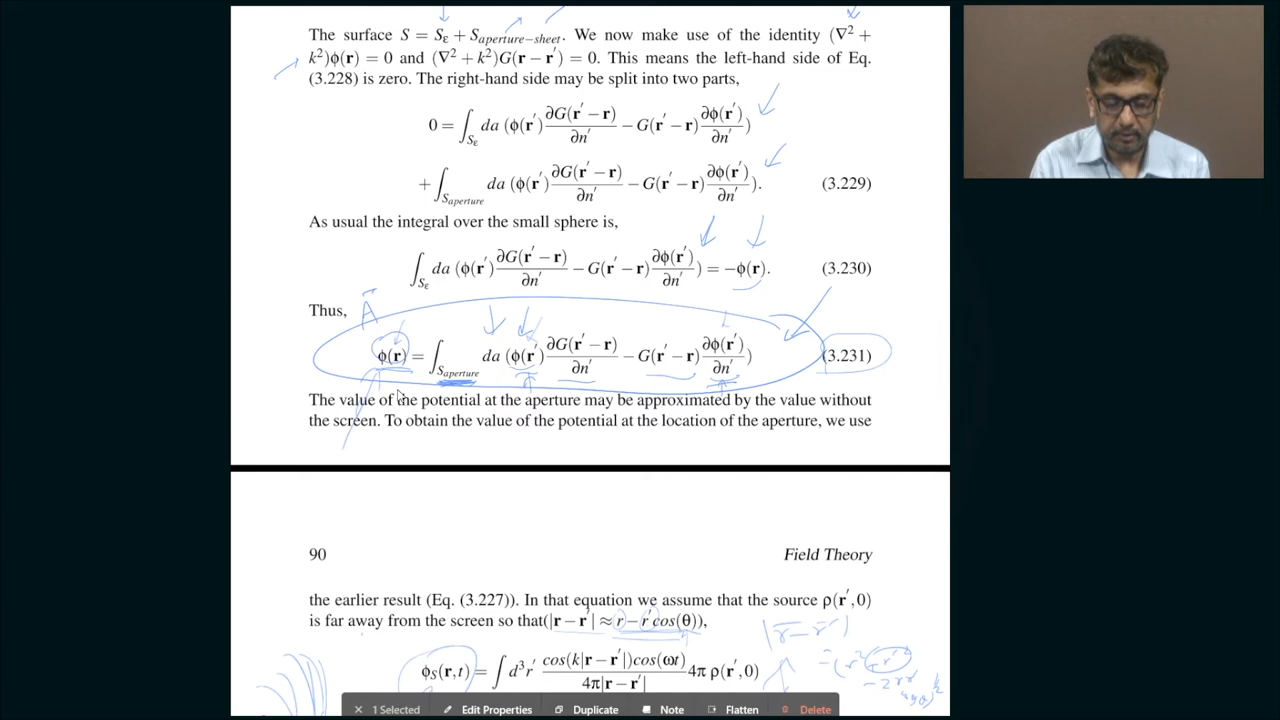 The surface S = Sε + Saperture−sheet. We now make use of the identity (∇² +
k²)ϕ(r) = 0 and (∇² + k²)G(r − r′) = 0. This means the left-hand side of Eq.
(3.228) is zero. The right-hand side may be split into two parts,
0 = ∫Sε da (ϕ(r′) ∂G(r′ − r)/∂n′ − G(r′ − r) ∂ϕ(r′)/∂n′)
+ ∫Saperture da (ϕ(r′) ∂G(r′ − r)/∂n′ − G(r′ − r) ∂ϕ(r′)/∂n′). (3.229)
As usual the integral over the small sphere is,
∫Sε da (ϕ(r′) ∂G(r′ − r)/∂n′ − G(r′ − r) ∂ϕ(r′)/∂n′) = −ϕ(r). (3.230)
Thus, A
ϕ(r) = ∫Saperture da (ϕ(r′) ∂G(r′ − r)/∂n′ − G(r′ − r) ∂ϕ(r′)/∂n′) (3.231)
The value of the potential at the aperture may be approximated by the value without
the screen. To obtain the value of the potential at the location of the aperture, we use
90 Field Theory
the earlier result (Eq. (3.227)). In that equation we assume that the source ρ(r′,0)
is far away from the screen so that(|r − r′| ≈ r − r′cos(θ)),
|r − r′|
ϕS(r,t) = ∫ d³r′ cos(k|r − r′|)cos(ωt)/4π|r − r′| 4π ρ(r′,0)
1 Selected Edit Properties Duplicate Note Flatten Delete